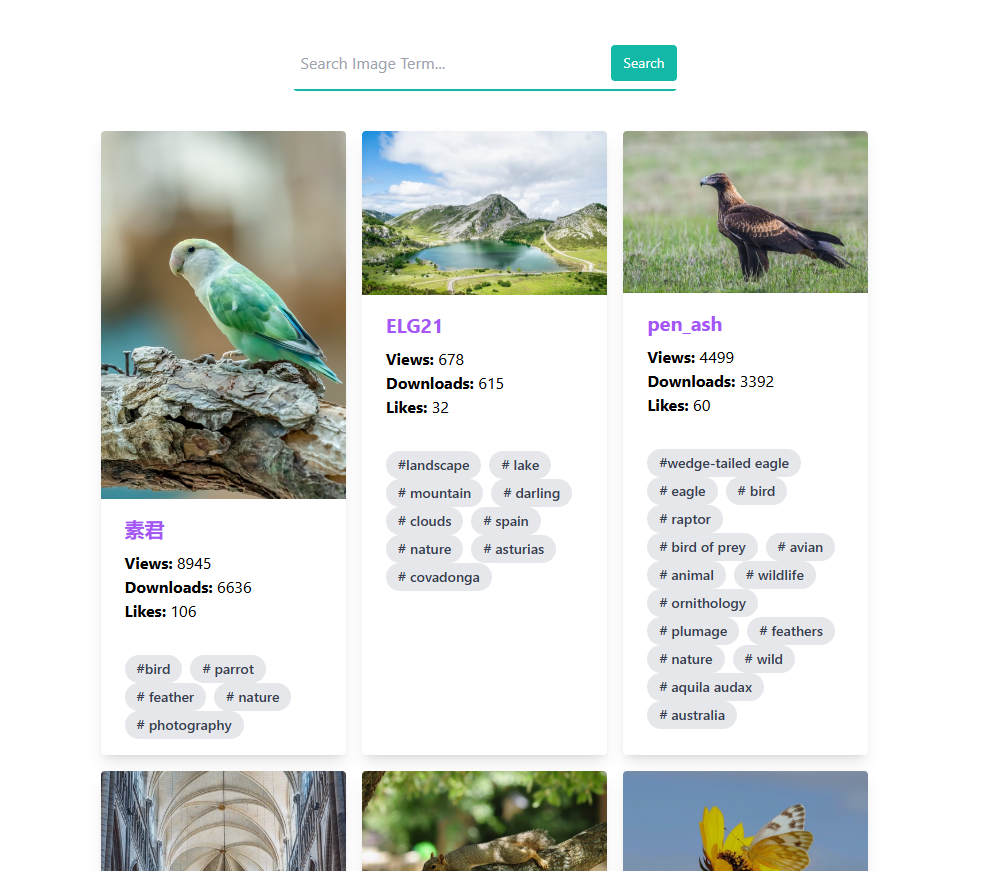 Search Image Term...
Search
素君
Views: 8945
Downloads: 6636
Likes: 106
#bird # parrot
# feather # nature
# photography
ELG21
Views: 678
Downloads: 615
Likes: 32
#landscape # lake
# mountain # darling
# clouds # spain
# nature # asturias
# covadonga
pen_ash
Views: 4499
Downloads: 3392
Likes: 60
#wedge-tailed eagle
# eagle # bird
# raptor
# bird of prey # avian
# animal # wildlife
# ornithology
# plumage # feathers
# nature # wild
# aquila audax
# australia